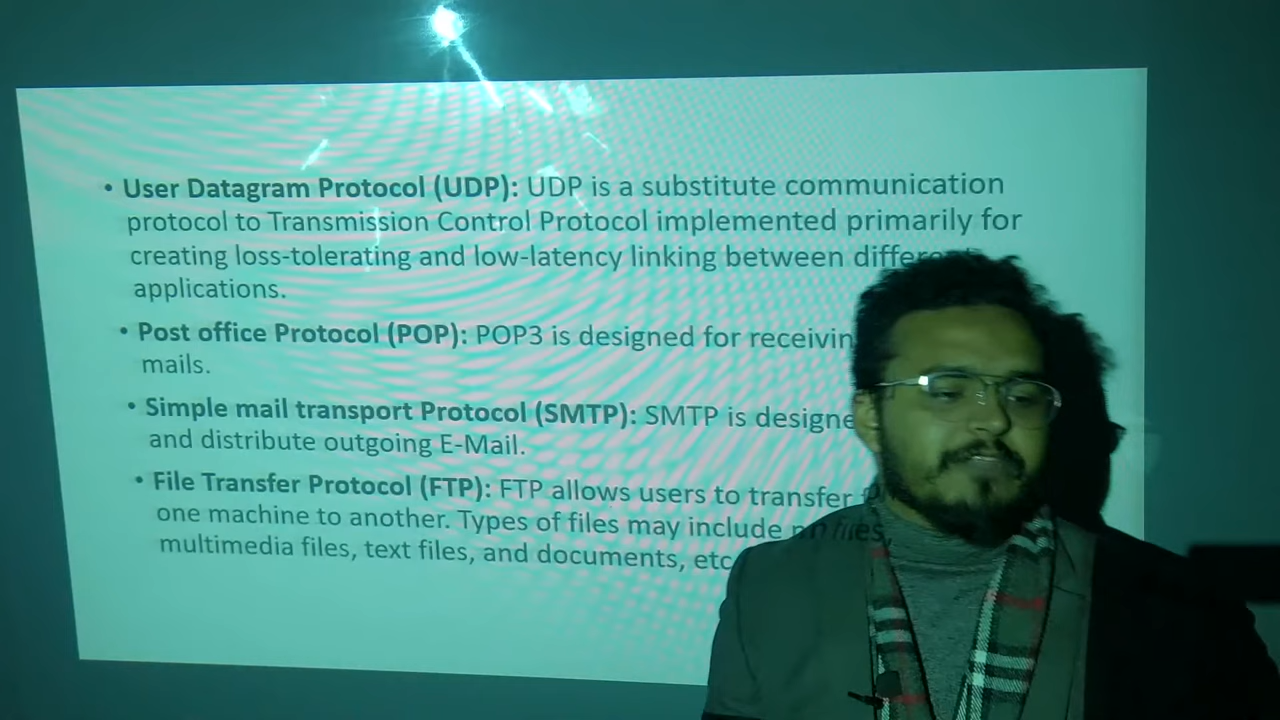 • User Datagram Protocol (UDP): UDP is a substitute communication
protocol to Transmission Control Protocol implemented primarily for
creating loss-tolerating and low-latency linking between
applications.
• Post office Protocol (POP): POP3 is designed for
mails.
• Simple mail transport Protocol (SMTP): SMTP is
and distribute outgoing E-Mail.
• File Transfer Protocol (FTP): FTP allows users to transfer
one machine to another. Types of files may include files,
multimedia files, text files, and documents, etc